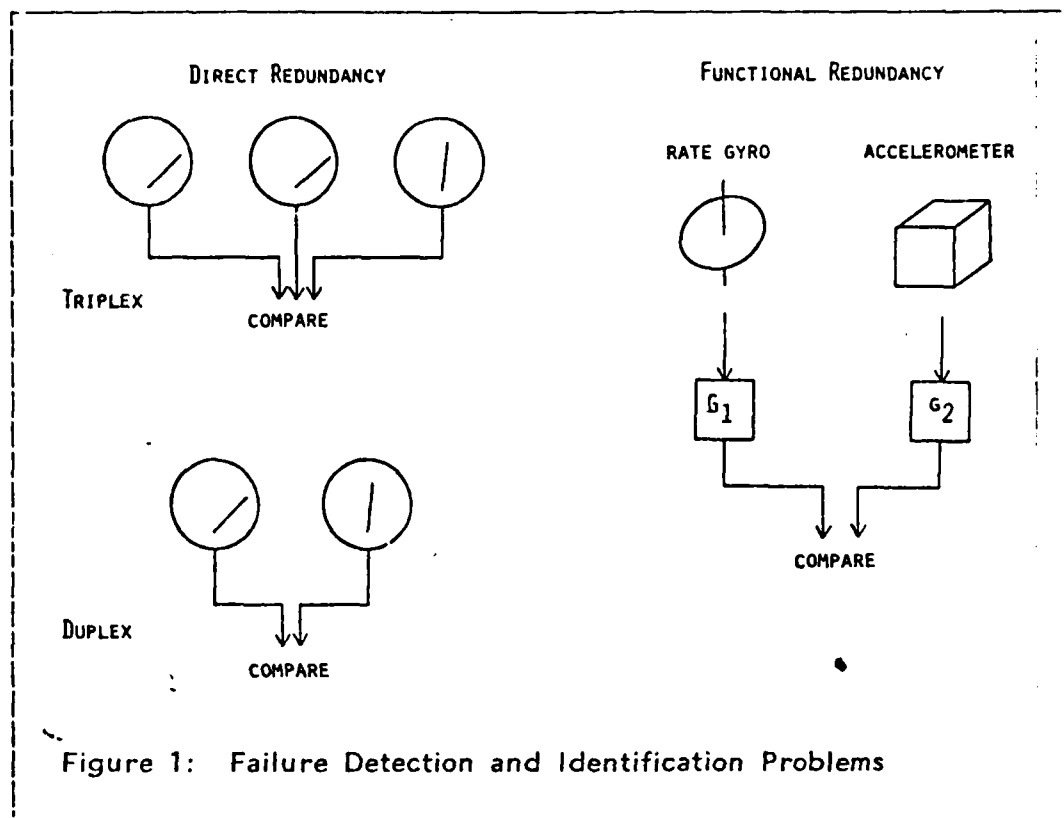 DIRECT REDUNDANCY
FUNCTIONAL REDUNDANCY
RATE GYRO
ACCELEROMETER
TRIPLEX
COMPARE
G1
G2
COMPARE
DUPLEX
COMPARE
Figure 1: Failure Detection and Identification Problems